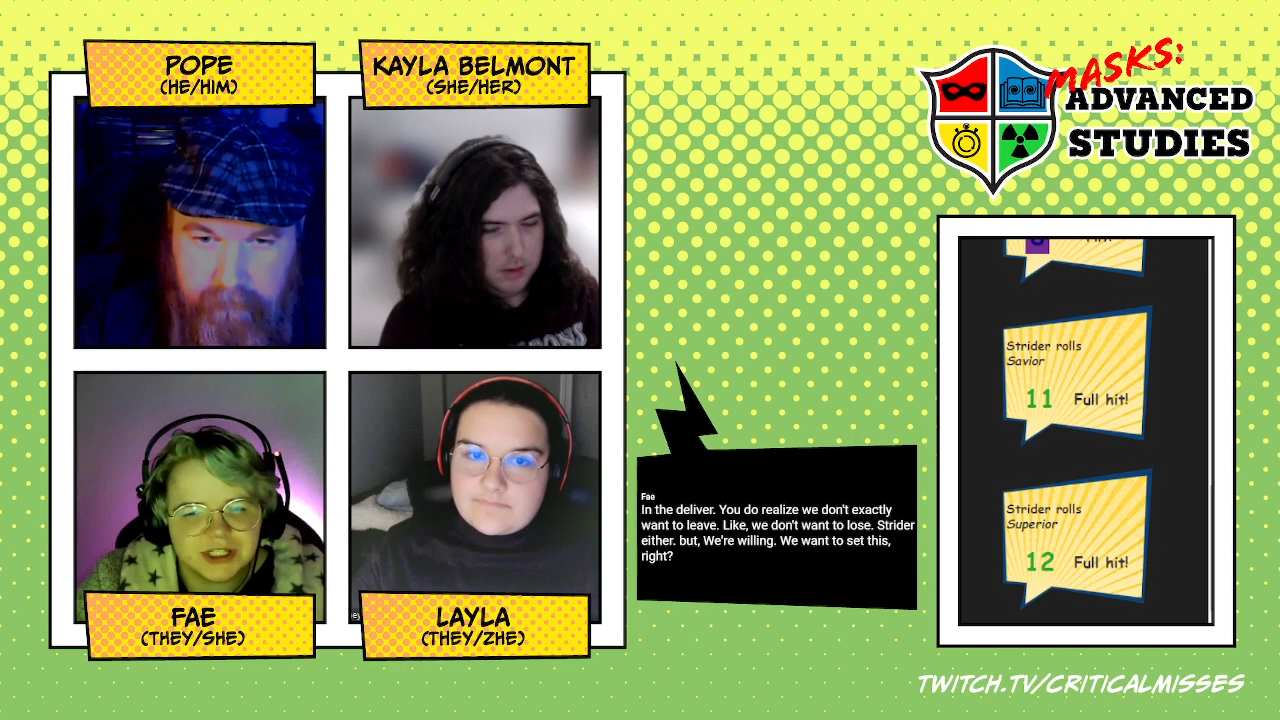 POPE
(HE/HIM)
KAYLA BELMONT
(SHE/HER)
MASKS:
ADVANCED
STUDIES
Strider rolls
Savior
11 Full hit!
Strider rolls
Superior
12 Full hit!
Fae
In the deliver. You do realize we don't exactly
want to leave. Like, we don't want to lose. Strider
either. but, We're willing. We want to set this,
right?
FAE
(THEY/SHE)
LAYLA
(THEY/ZHE)
TWITCH.TV/CRITICALMISSES